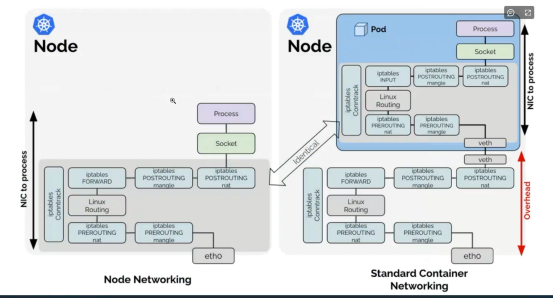 Node
NIC to process
Process
Socket
iptables
Conntrack
iptables
FORWARD
iptables
POSTROUTING
mangle
iptables
POSTROUTING
nat
Linux
Routing
iptables
PREROUTING
nat
iptables
PREROUTING
mangle
eth0
Node Networking
Identical
Node
Pod
Process
Socket
iptables
Conntrack
iptables
INPUT
iptables
POSTROUTING
mangle
iptables
POSTROUTING
nat
Linux
Routing
iptables
PREROUTING
nat
iptables
PREROUTING
mangle
veth
NIC to process
veth
iptables
Conntrack
iptables
FORWARD
iptables
POSTROUTING
mangle
iptables
POSTROUTING
nat
Linux
Routing
iptables
PREROUTING
nat
iptables
PREROUTING
mangle
eth0
Overhead
Standard Container
Networking